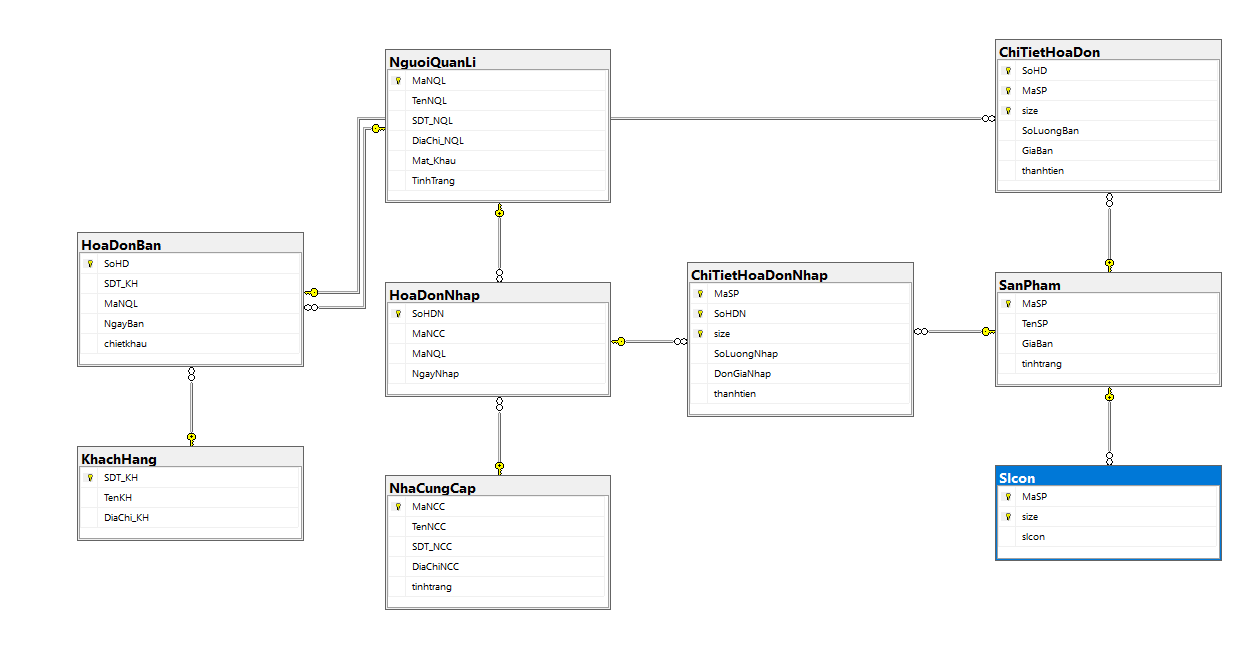 NguoiQuanLi
MaNQL
TenNQL
SDT_NQL
DiaChi_NQL
Mat_Khau
TinhTrang
ChiTietHoaDon
SoHD
MaSP
size
SoLuongBan
GiaBan
thanhtien
HoaDonBan
SoHD
SDT_KH
MaNQL
NgayBan
chietkhau
HoaDonNhap
SoHDN
MaNCC
MaNQL
NgayNhap
ChiTietHoaDonNhap
MaSP
SoHDN
size
SoLuongNhap
DonGiaNhap
thanhtien
SanPham
MaSP
TenSP
GiaBan
tinhtrang
KhachHang
SDT_KH
TenKH
DiaChi_KH
NhaCungCap
MaNCC
TenNCC
SDT_NCC
DiaChiNCC
tinhtrang
Slcon
MaSP
size
slcon